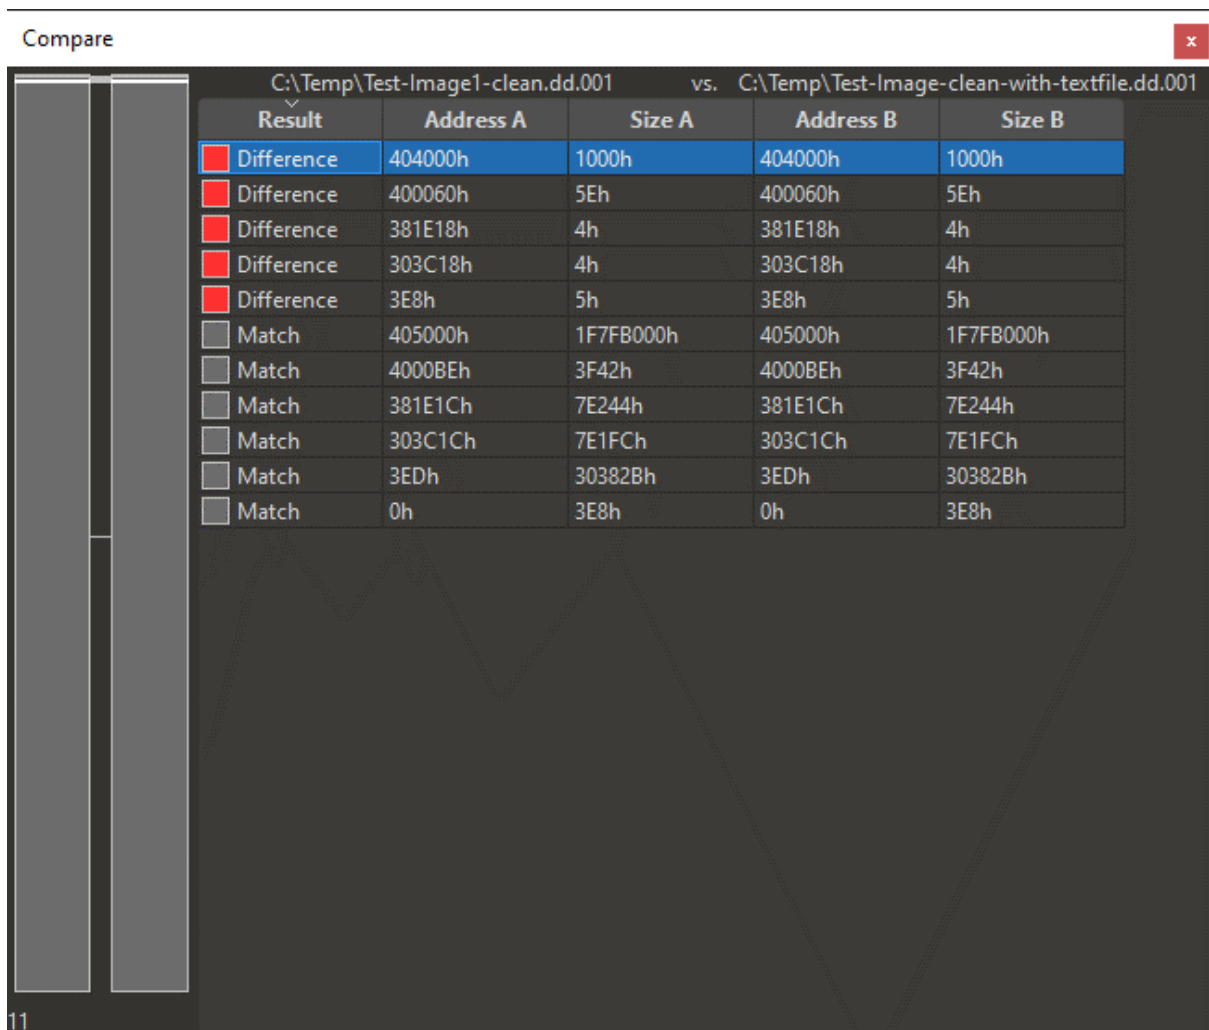 Compare x
C:\Temp\Test-Image1-clean.dd.001 vs. C:\Temp\Test-Image-clean-with-textfile.dd.001
Result Address A Size A Address B Size B
Difference 404000h 1000h 404000h 1000h
Difference 400060h 5Eh 400060h 5Eh
Difference 381E18h 4h 381E18h 4h
Difference 303C18h 4h 303C18h 4h
Difference 3E8h 5h 3E8h 5h
Match 405000h 1F7FB000h 405000h 1F7FB000h
Match 4000BEh 3F42h 4000BEh 3F42h
Match 381E1Ch 7E244h 381E1Ch 7E244h
Match 303C1Ch 7E1FCh 303C1Ch 7E1FCh
Match 3EDh 30382Bh 3EDh 30382Bh
Match 0h 3E8h 0h 3E8h
11